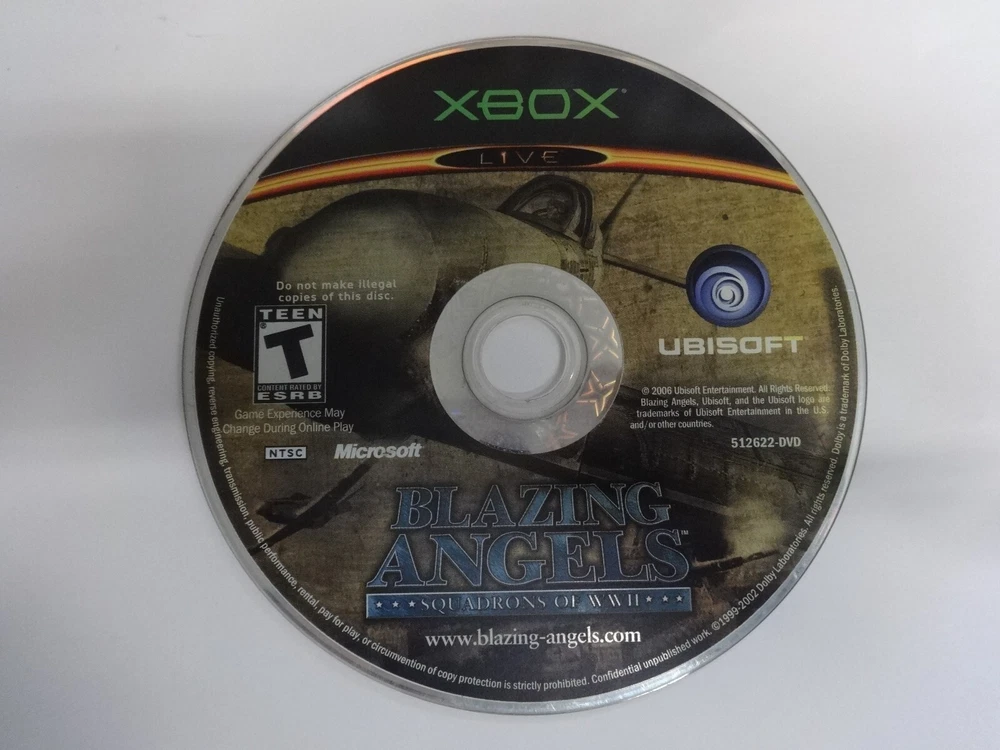 XBOX
LIVE
Do not make illegal
copies of this disc.
TEEN
T
CONTENT RATED BY
ESRB
Game Experience May
Change During Online Play
NTSC
Microsoft
UBISOFT
© 2006 Ubisoft Entertainment. All Rights Reserved.
Blazing Angels, Ubisoft, and the Ubisoft logo are
trademarks of Ubisoft Entertainment in the U.S.
and/or other countries.
512622-DVD
BLAZING
ANGELS™
SQUADRONS OF WWII
www.blazing-angels.com
Unauthorized copying, reverse engineering, transmission, public performance, rental, pay for play, or circumvention of copy protection is strictly prohibited. Confidential unpublished work. ©1999-2002 Dolby Laboratories. All rights reserved. Dolby is a trademark of Dolby Laboratories.